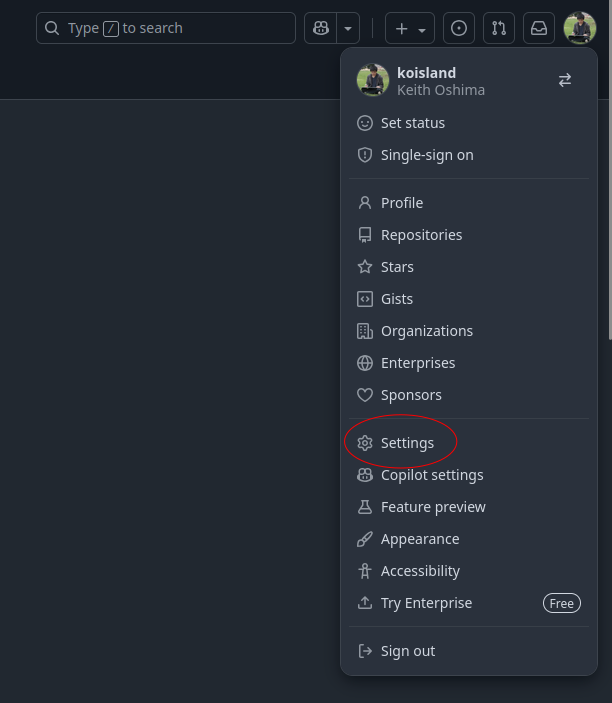 Type / to search
koisland
Keith Oshima
Set status
Single-sign on
Profile
Repositories
Stars
Gists
Organizations
Enterprises
Sponsors
Settings
Copilot settings
Feature preview
Appearance
Accessibility
Try Enterprise Free
Sign out